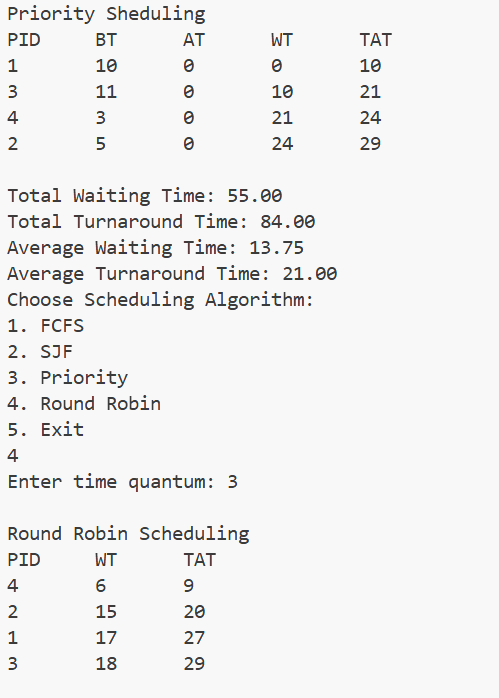 Priority Sheduling
PID BT AT WT TAT
1 10 0 0 10
3 11 0 10 21
4 3 0 21 24
2 5 0 24 29
Total Waiting Time: 55.00
Total Turnaround Time: 84.00
Average Waiting Time: 13.75
Average Turnaround Time: 21.00
Choose Scheduling Algorithm:
1. FCFS
2. SJF
3. Priority
4. Round Robin
5. Exit
4
Enter time quantum: 3
Round Robin Scheduling
PID WT TAT
4 6 9
2 15 20
1 17 27
3 18 29